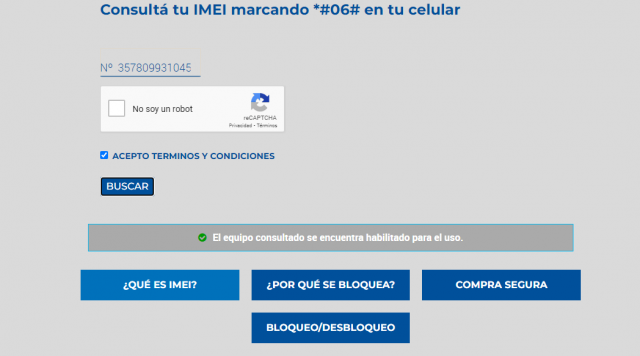 Consultá tu IMEI marcando *#06# en tu celular
Nº 357809931045
No soy un robot
reCAPTCHA
Privacidad - Términos
ACEPTO TERMINOS Y CONDICIONES
BUSCAR
El equipo consultado se encuentra habilitado para el uso.
¿QUÉ ES IMEI?
¿POR QUÉ SE BLOQUEA?
COMPRA SEGURA
BLOQUEO/DESBLOQUEO